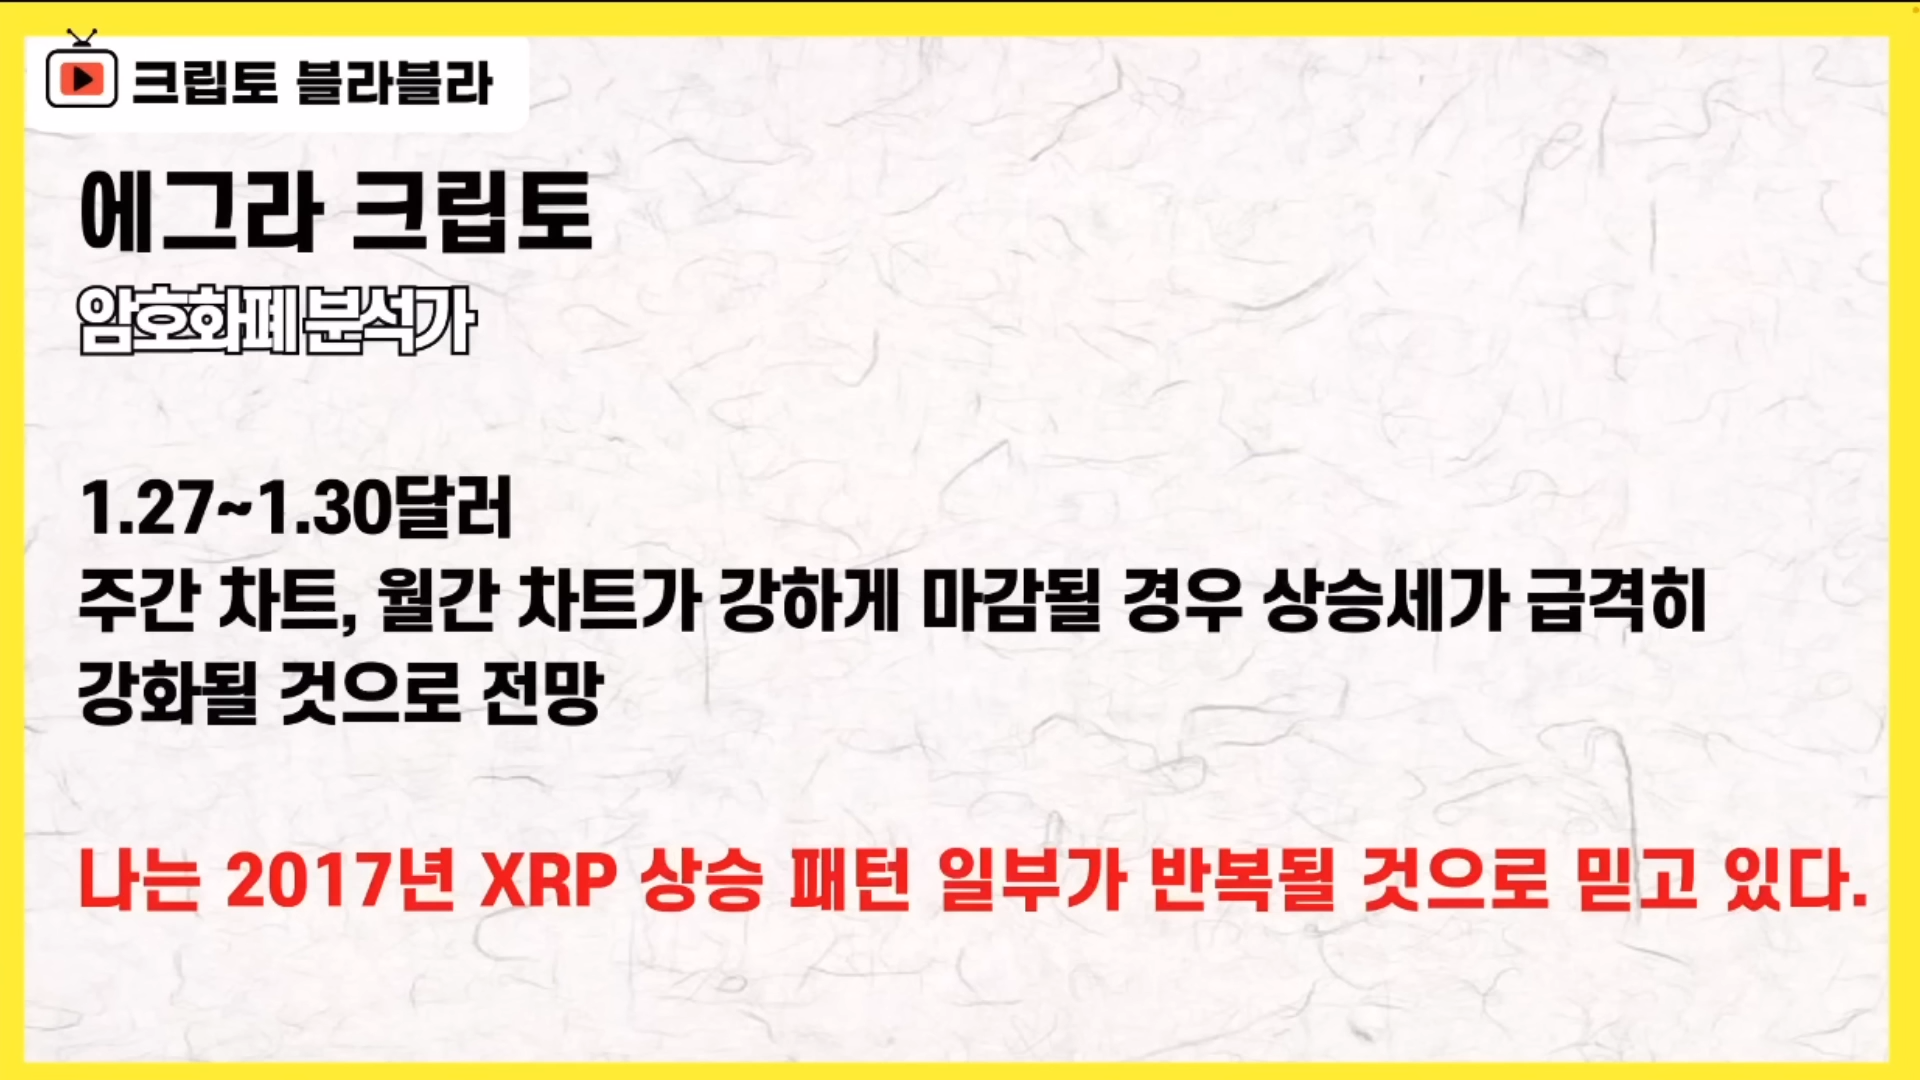 크립토 블라블라
에그라 크립토
암호화폐 분석가
1.27~1.30달러
주간 차트, 월간 차트가 강하게 마감될 경우 상승세가 급격히
강화될 것으로 전망
나는 2017년 XRP 상승 패턴 일부가 반복될 것으로 믿고 있다.